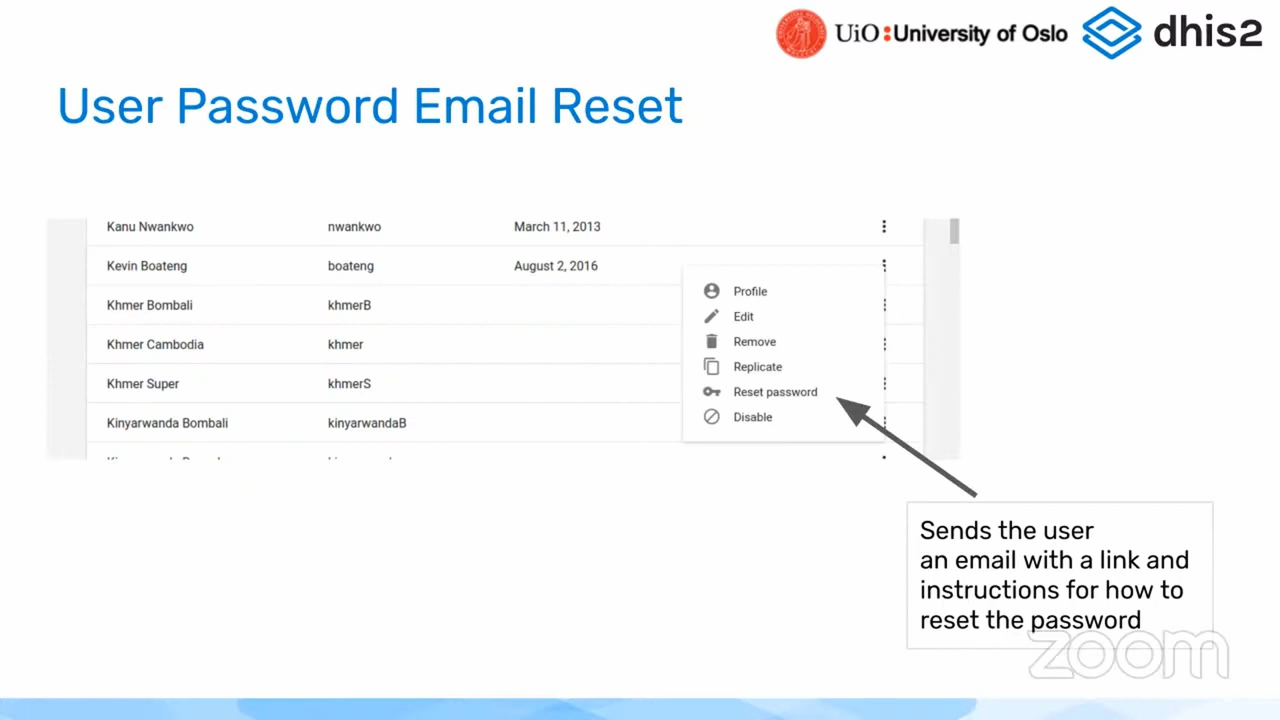 UiO:University of Oslo dhis2
User Password Email Reset
Kanu Nwankwo nwankwo March 11, 2013
Kevin Boateng boateng August 2, 2016
Profile
Khmer Bombali khmerB
Edit
Remove
Khmer Cambodia khmer
Replicate
Khmer Super khmerS
Reset password
Disable
Kinyarwanda Bombali kinyarwandaB
Sends the user
an email with a link and
instructions for how to
reset the password
zoom